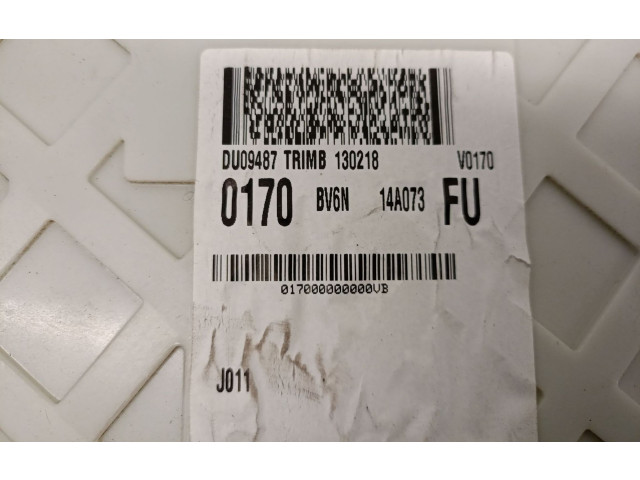 DU09487 TRIMB 130218 V0170
0170 BV6N 14A073 FU
017000000000VB
J011